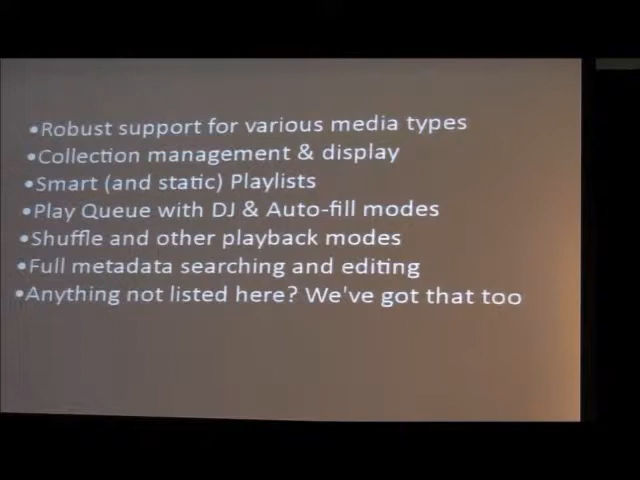 •Robust support for various media types
•Collection management & display
•Smart (and static) Playlists
•Play Queue with DJ & Auto-fill modes
•Shuffle and other playback modes
•Full metadata searching and editing
•Anything not listed here? We've got that too